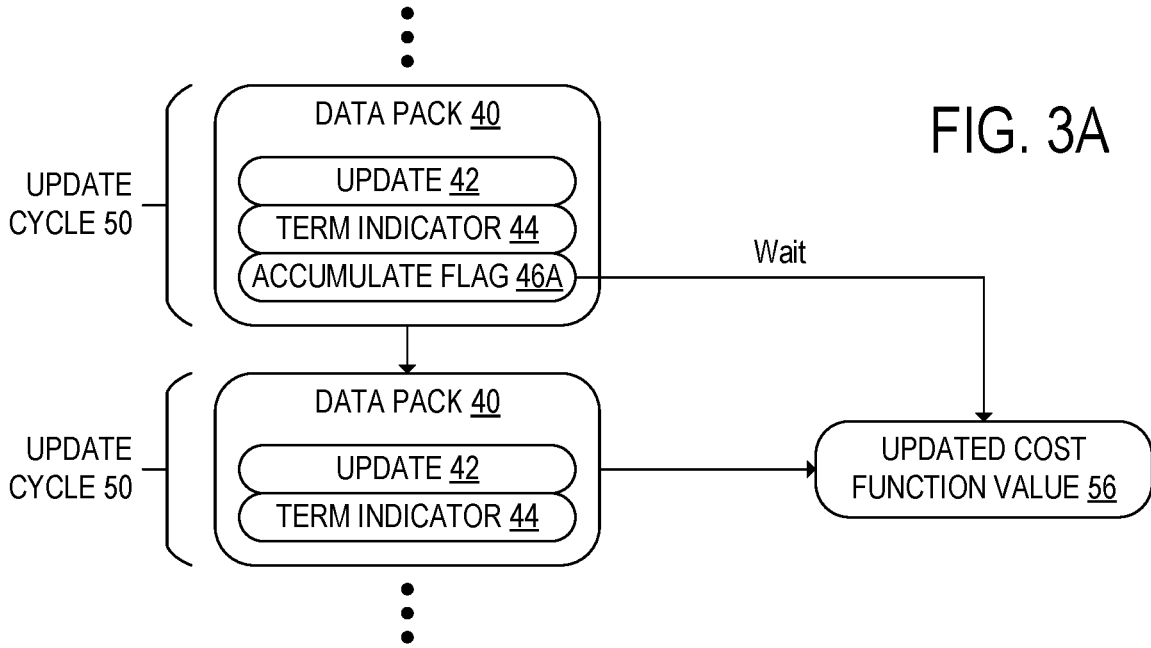 DATA PACK 40
FIG. 3A
UPDATE 42
UPDATE
CYCLE 50
TERM INDICATOR 44
ACCUMULATE FLAG 46A
Wait
DATA PACK 40
UPDATE 42
UPDATE
CYCLE 50
TERM INDICATOR 44
UPDATED COST
FUNCTION VALUE 56